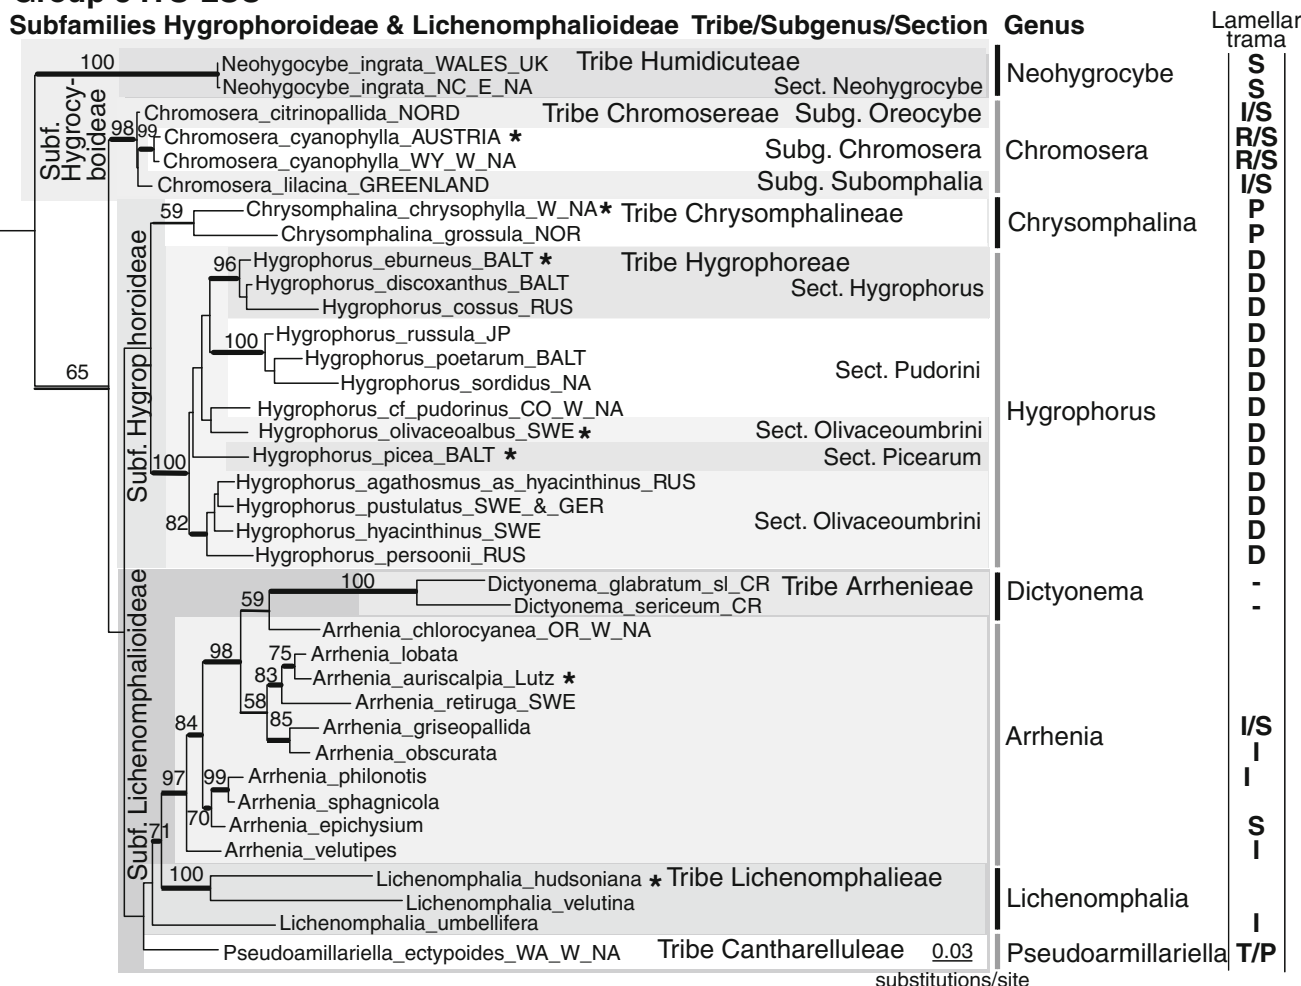 Subfamilies Hygrophoroideae & Lichenomphalioideae Tribe/Subgenus/Section Genus Lamellar trama
100 Neohygocybe_ingrata_WALES_UK Tribe Humidicuteae S
Neohygocybe_ingrata_NC_E_NA Sect. Neohygrocybe Neohygrocybe S
Subf. Hygrocy-boideae
Chromosera_citrinopallida_NORD Tribe Chromosereae Subg. Oreocybe I/S
98 99 Chromosera_cyanophylla_AUSTRIA * R/S
Chromosera_cyanophylla_WY_W_NA Subg. Chromosera Chromosera R/S
Chromosera_lilacina_GREENLAND Subg. Subomphalia I/S
59 Chrysomphalina_chrysophylla_W_NA* Tribe Chrysomphalineae Chrysomphalina P
Chrysomphalina_grossula_NOR P
Subf. Hygrophoroideae
96 Hygrophorus_eburneus_BALT * Tribe Hygrophoreae D
Hygrophorus_discoxanthus_BALT Sect. Hygrophorus D
Hygrophorus_cossus_RUS D
100 Hygrophorus_russula_JP D
Hygrophorus_poetarum_BALT D
65 Hygrophorus_sordidus_NA Sect. Pudorini D
Hygrophorus_cf_pudorinus_CO_W_NA Hygrophorus D
Hygrophorus_olivaceoalbus_SWE * Sect. Olivaceoumbrini D
100 Hygrophorus_picea_BALT * Sect. Picearum D
Hygrophorus_agathosmus_as_hyacinthinus_RUS D
Hygrophorus_pustulatus_SWE_&_GER D
82 Hygrophorus_hyacinthinus_SWE Sect. Olivaceoumbrini D
Hygrophorus_persoonii_RUS D
Subf. Lichenomphalioideae
100 Dictyonema_glabratum_sl_CR Tribe Arrhenieae Dictyonema -
59 Dictyonema_sericeum_CR -
Arrhenia_chlorocyanea_OR_W_NA
98 75 Arrhenia_lobata
83 Arrhenia_auriscalpia_Lutz *
58 Arrhenia_retiruga_SWE
84 85 Arrhenia_griseopallida Arrhenia I/S
Arrhenia_obscurata I
97 99 Arrhenia_philonotis I
Arrhenia_sphagnicola
70 Arrhenia_epichysium S
71 Arrhenia_velutipes I
100 Lichenomphalia_hudsoniana * Tribe Lichenomphalieae
Lichenomphalia_velutina Lichenomphalia
Lichenomphalia_umbellifera I
Pseudoamillariella_ectypoides_WA_W_NA Tribe Cantharelluleae 0.03 Pseudoarmillariella T/P
substitutions/site